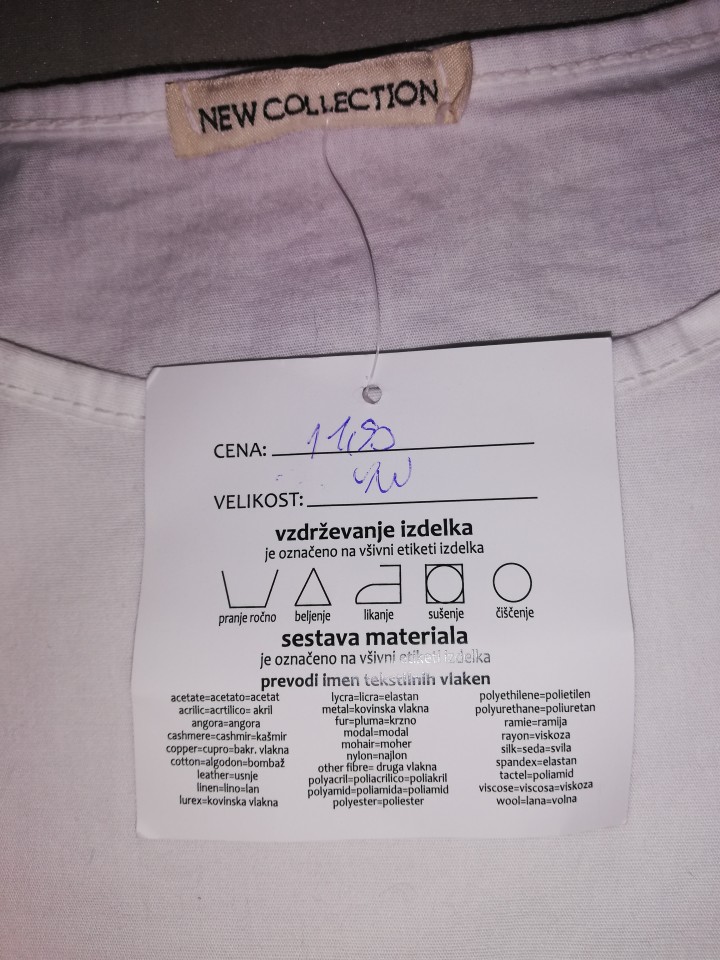 NEW COLLECTION
CENA: 11,80
VELIKOST:
vzdrževanje izdelka
je označeno na všivni etiketi izdelka
pranje ročno beljenje likanje sušenje čiščenje
sestava materiala
je označeno na všivni etiketi izdelka
prevodi imen tekstilnih vlaken
acetate=acetato=acetat
acrilic=acrtilico= akril
angora=angora
cashmere=cashmir=kašmir
copper=cupro=bakr. vlakna
cotton=algodon=bombaž
leather=usnje
linen=lino=lan
lurex=kovinska vlakna
lycra=licra=elastan
metal=kovinska vlakna
fur=pluma=krzno
modal=modal
mohair=moher
nylon=najlon
other fibre= druga vlakna
polyacril=poliacrilico=poliakril
polyamid=poliamida=poliamid
polyester=poliester
polyethilene=polietilen
polyurethane=poliuretan
ramie=ramija
rayon=viskoza
silk=seda=svila
spandex=elastan
tactel=poliamid
viscose=viscosa=viskoza
wool=lana=volna